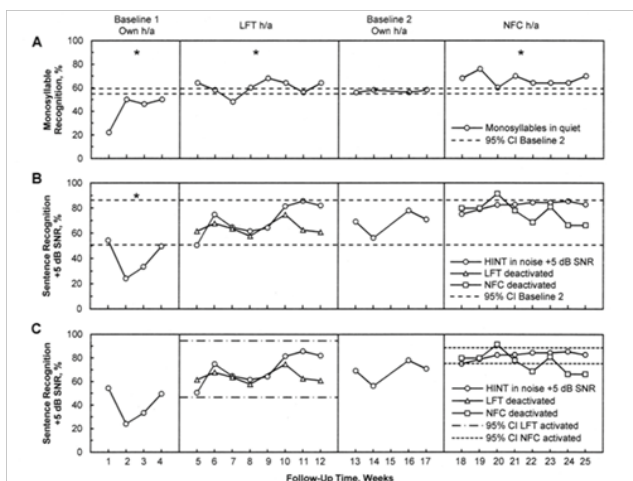 Baseline 1
Own h/a
LFT h/a
Baseline 2
Own h/a
NFC h/a
A
Monosyllable
Recognition, %
100
80
60
40
20
0
*
*
*
Monosyllables in quiet
95% CI Baseline 2
B
Sentence Recognition
+5 dB SNR, %
100
80
60
40
20
0
*
HINT in noise +5 dB SNR
LFT deactivated
NFC deactivated
95% CI Baseline 2
C
Sentence Recognition
+5 dB SNR, %
100
80
60
40
20
0
HINT in noise +5 dB SNR
LFT deactivated
NFC deactivated
95% CI LFT activated
95% CI NFC activated
1 2 3 4 5 6 7 8 9 10 11 12 13 14 15 16 17 18 19 20 21 22 23 24 25
Follow-Up Time, Weeks